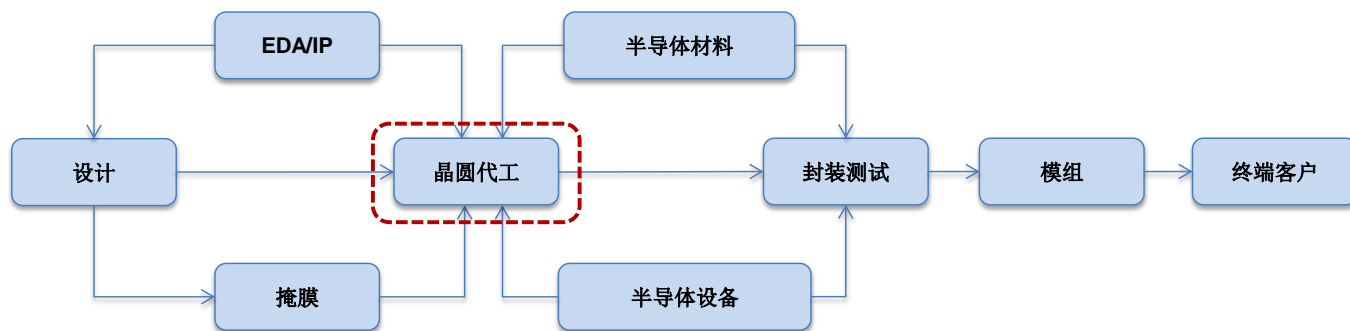 EDA/IP
半导体材料
设计
晶圆代工
封装测试
模组
终端客户
掩膜
半导体设备